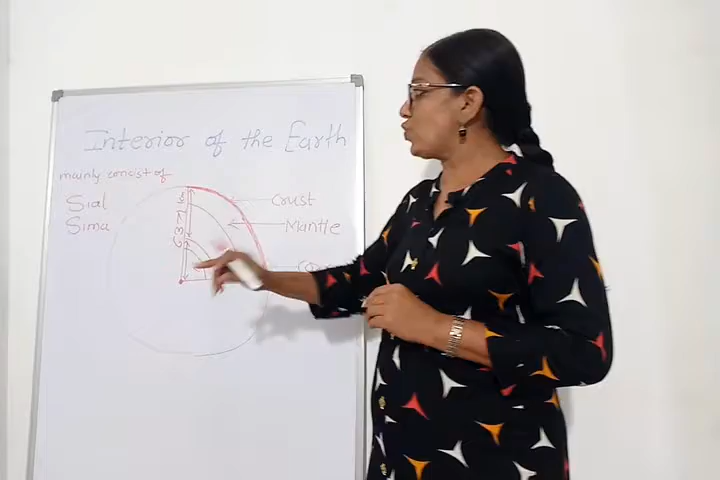 Interior of the Earth
mainly consist of
Sial
Sima
Crust
Mantle